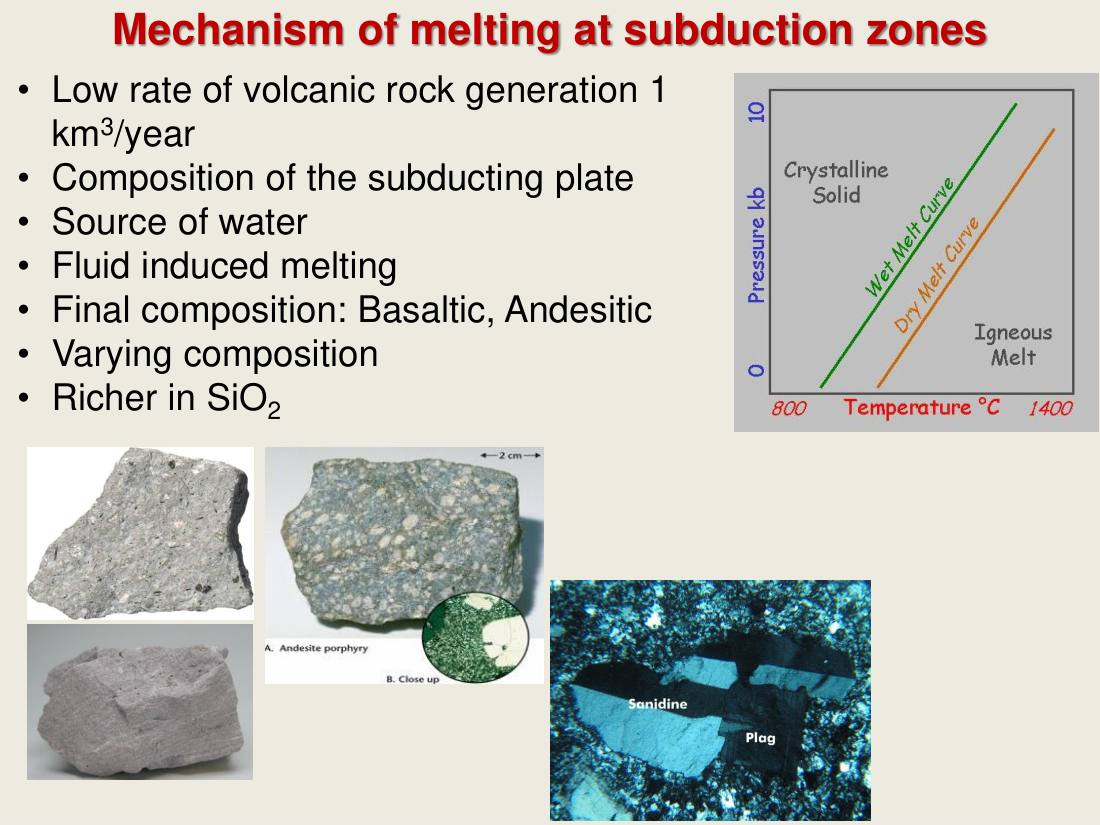 Mechanism of melting at subduction zones
• Low rate of volcanic rock generation 1
km³/year
• Composition of the subducting plate
• Source of water
• Fluid induced melting
• Final composition: Basaltic, Andesitic
• Varying composition
• Richer in SiO₂
10
Pressure kb
0
Crystalline
Solid
Wet Melt Curve
Dry Melt Curve
Igneous
Melt
800
Temperature °C
1400
2 cm
A. Andesite porphyry
B. Close up
Sanidine
Plag